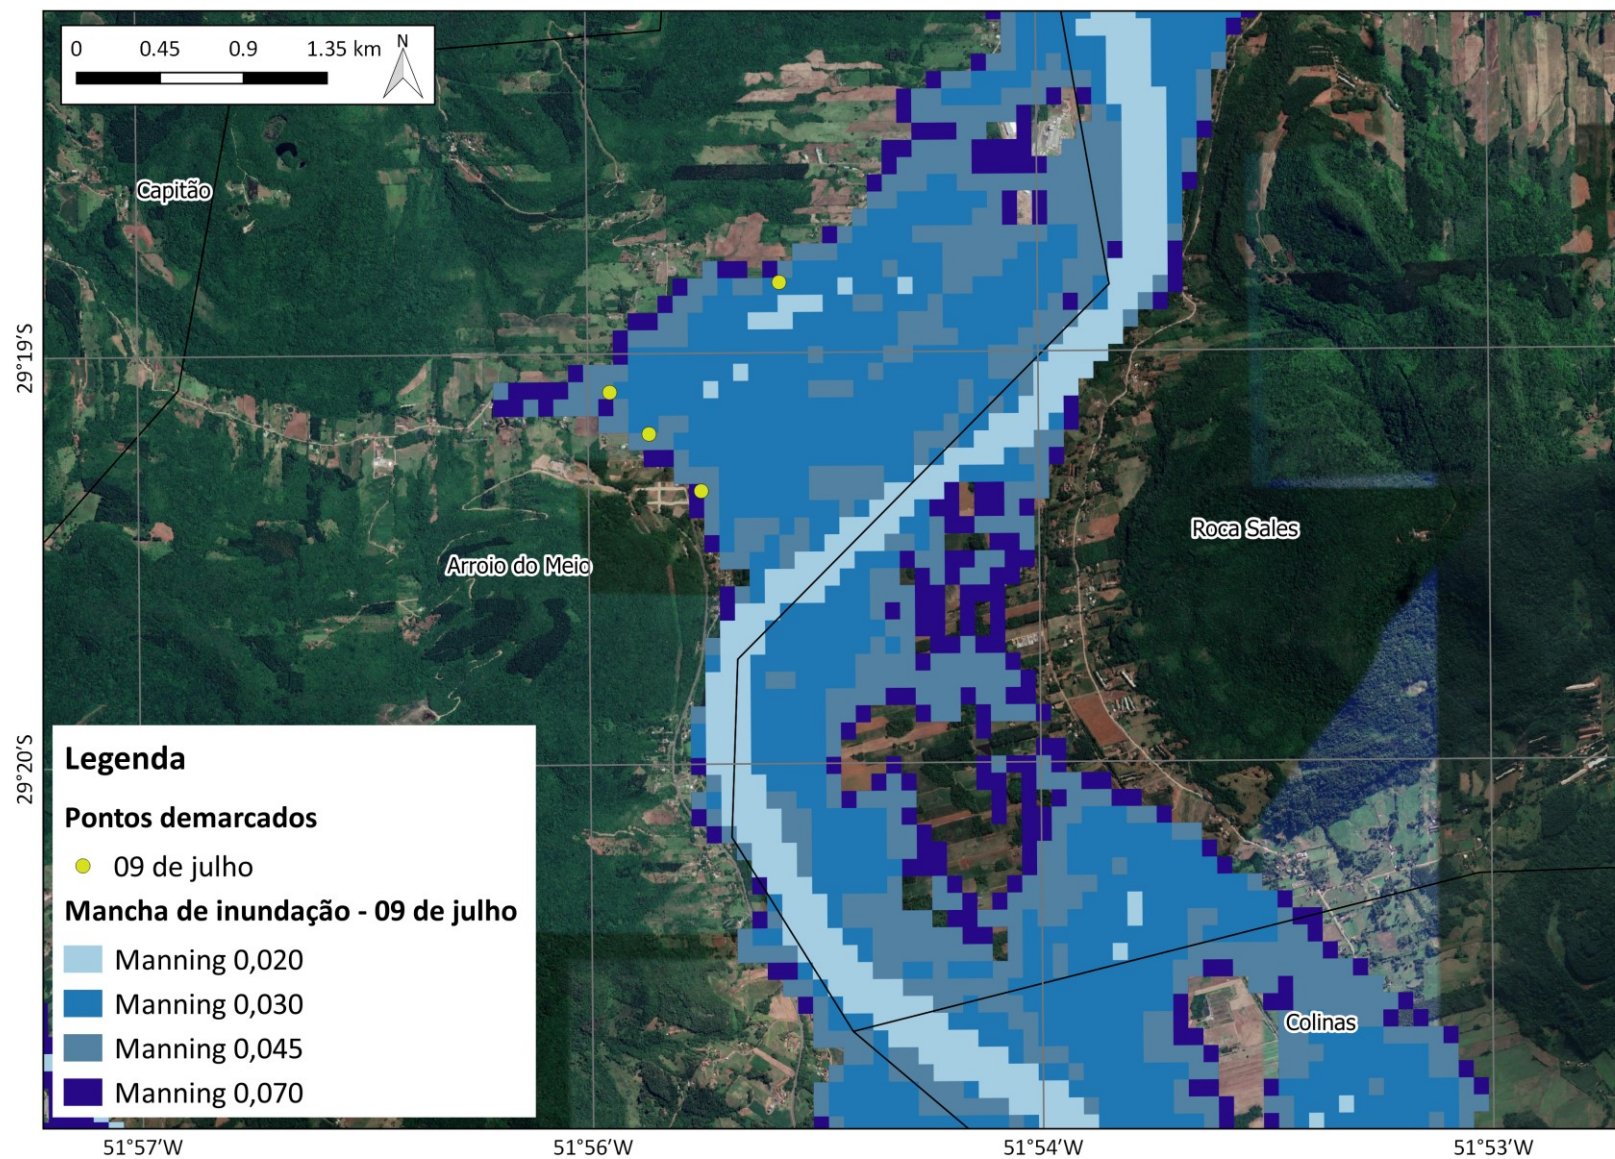 0 0.45 0.9 1.35 km
N
Capitão
29°19'S
Roca Sales
Arroio do Meio
29°20'S
Legenda
Pontos demarcados
09 de julho
Mancha de inundação - 09 de julho
Manning 0,020
Manning 0,030
Manning 0,045
Manning 0,070
Colinas
51°57'W 51°56'W 51°54'W 51°53'W